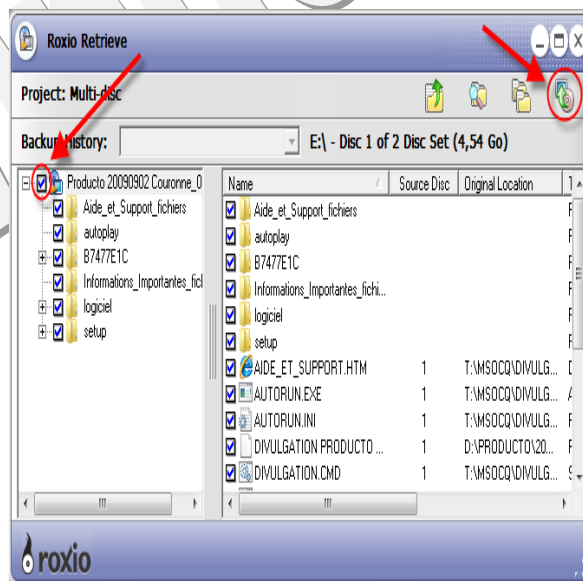 Roxio Retrieve
Project: Multi-disc
Backup History: E:\ - Disc 1 of 2 Disc Set (4,54 Go)
Producto 20090902 Couronne_0
Aide_et_Support_fichiers
autoplay
B7477E1C
Informations_Importantes_fic
logiciel
setup
Name Source Disc Original Location
Aide_et_Support_fichiers
autoplay
B7477E1C
Informations_Importantes_fichi...
logiciel
setup
AIDE_ET_SUPPORT.HTM 1 T:\MSOCQ\DIVULG...
AUTORUN.EXE 1 T:\MSOCQ\DIVULG...
AUTORUN.INI 1 T:\MSOCQ\DIVULG...
DIVULGATION PRODUCTO ... 1 D:\PRODUCTO\20...
DIVULGATION.CMD 1 T:\MSOCQ\DIVULG...
roxio